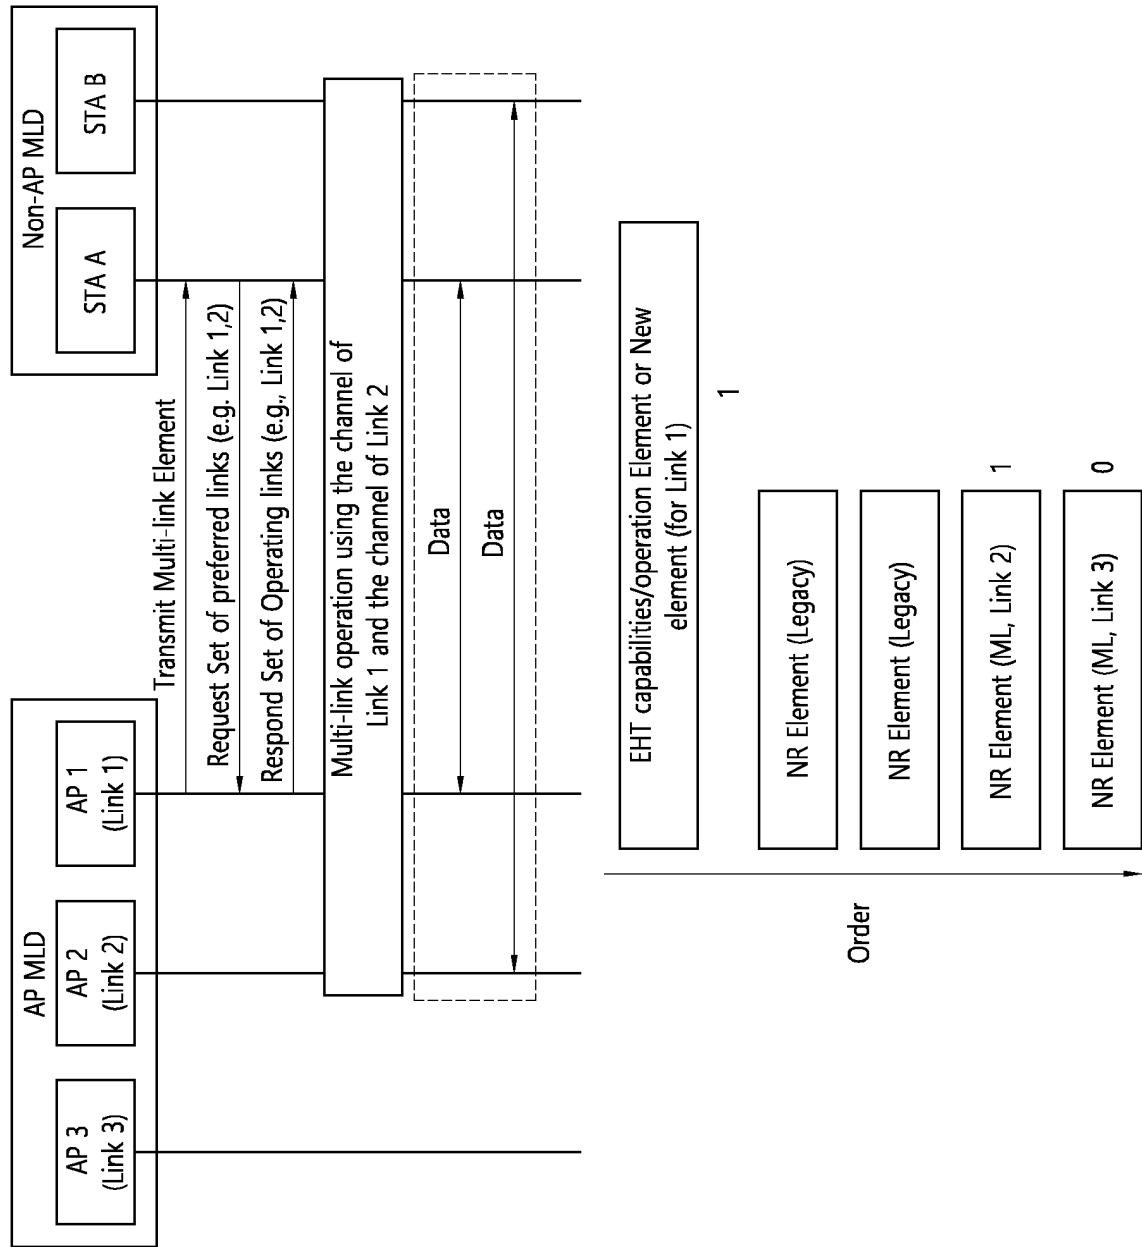 AP MLD
AP 3
(Link 3)
AP 2
(Link 2)
AP 1
(Link 1)
Non-AP MLD
STA A
STA B
Transmit Multi-link Element
Request Set of preferred links (e.g. Link 1,2)
Respond Set of Operating links (e.g., Link 1,2)
Multi-link operation using the channel of
Link 1 and the channel of Link 2
Data
Data
Order
EHT capabilities/operation Element or New
element (for Link 1)
1
NR Element (Legacy)
NR Element (Legacy)
NR Element (ML, Link 2)
1
NR Element (ML, Link 3)
0